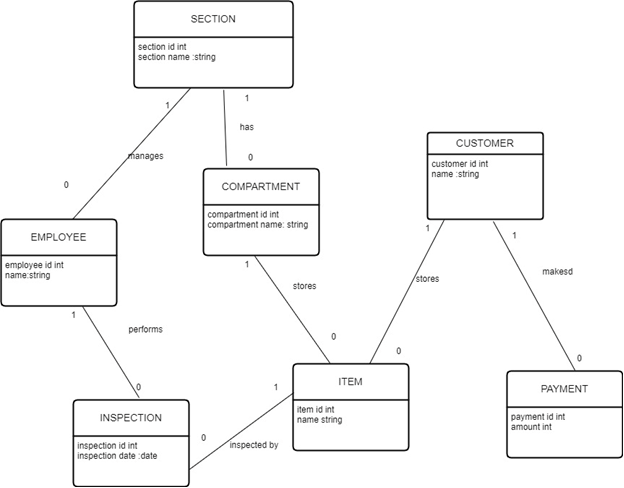 SECTION
section id int
section name :string
1
1
has
manages
0
0
CUSTOMER
customer id int
name :string
COMPARTMENT
compartment id int
compartment name: string
EMPLOYEE
employee id int
name:string
1
1
1
stores
stores
makesd
1
performs
0
0
0
0
1
ITEM
item id int
name string
PAYMENT
payment id int
amount int
INSPECTION
inspection id int
inspection date :date
0
inspected by